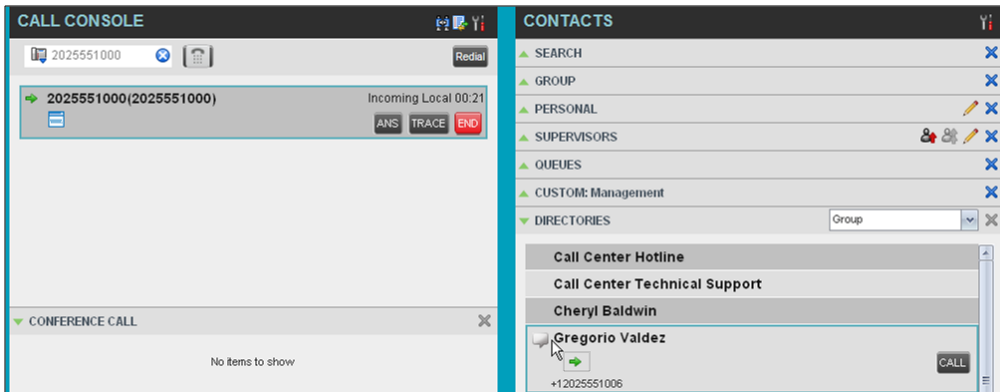 CALL CONSOLE
2025551000
Redial
2025551000(2025551000)
Incoming Local 00:21
ANS
TRACE
END
CONFERENCE CALL
No items to show
CONTACTS
SEARCH
GROUP
PERSONAL
SUPERVISORS
QUEUES
CUSTOM: Management
DIRECTORIES
Group
Call Center Hotline
Call Center Technical Support
Cheryl Baldwin
Gregorio Valdez
CALL
+12025551006